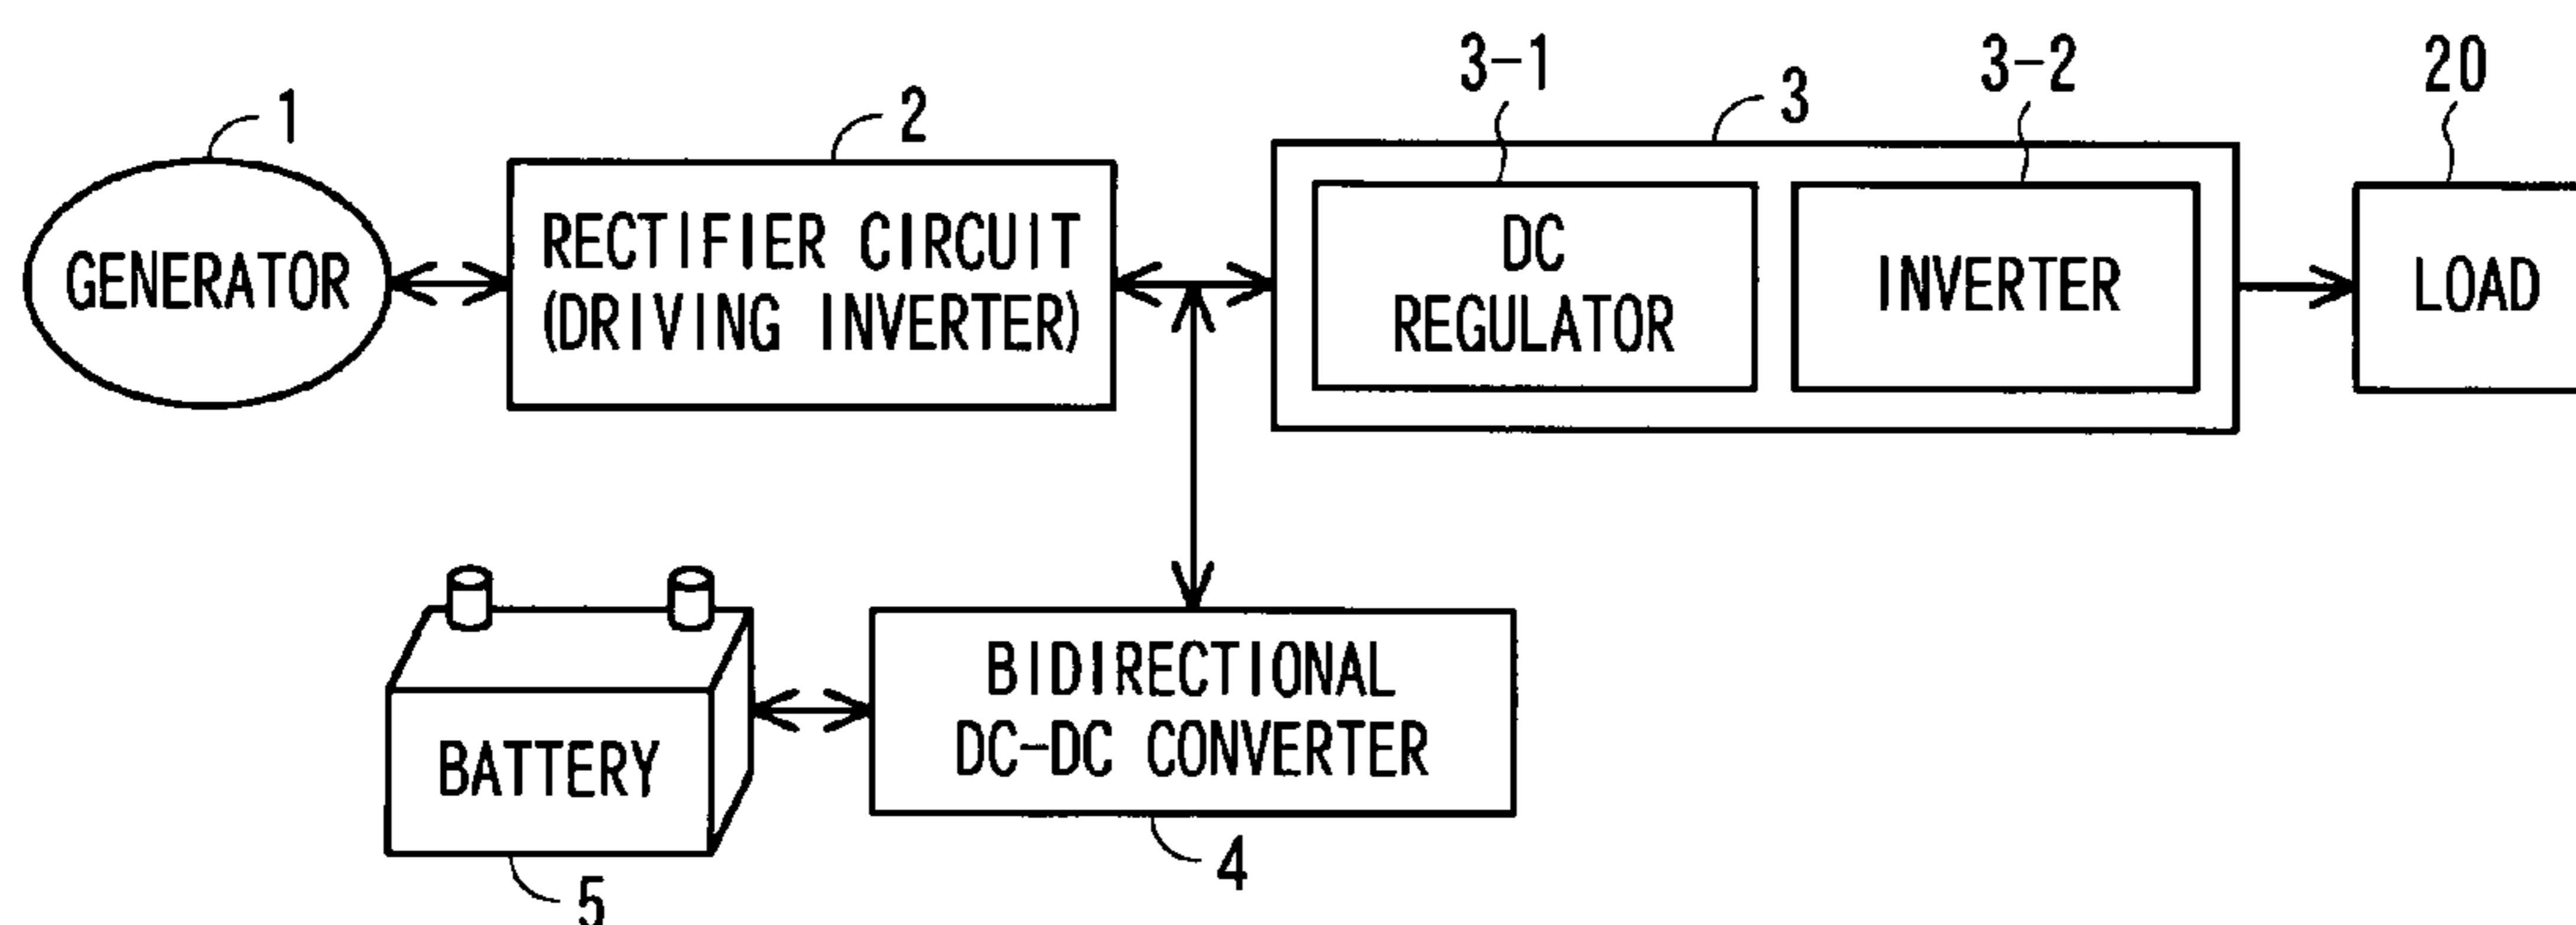 3-1
3-2
20
1
2
3
GENERATOR
RECTIFIER CIRCUIT
(DRIVING INVERTER)
DC
REGULATOR
INVERTER
LOAD
BATTERY
BIDIRECTIONAL
DC-DC CONVERTER
4
5